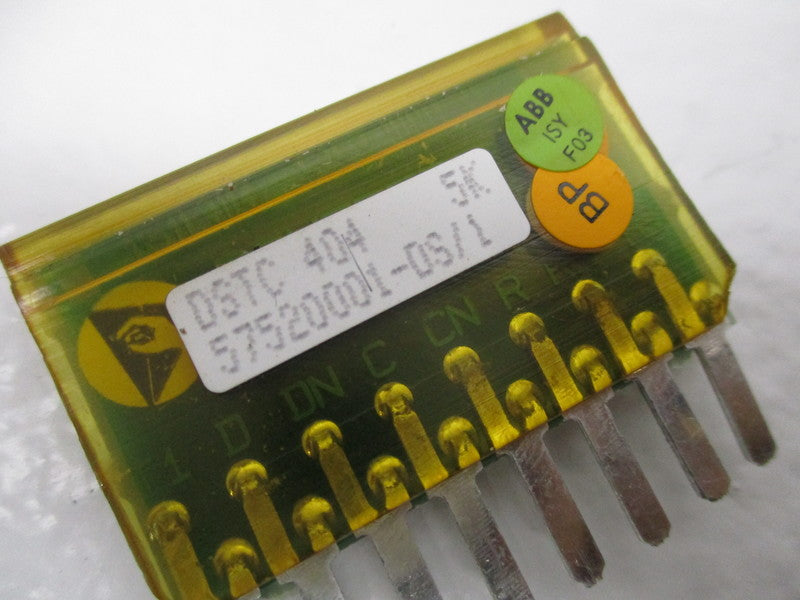 ABB
ISY
F03
BP
DSTC 404 5K
57520001-DS/1
1 D DN C CN R